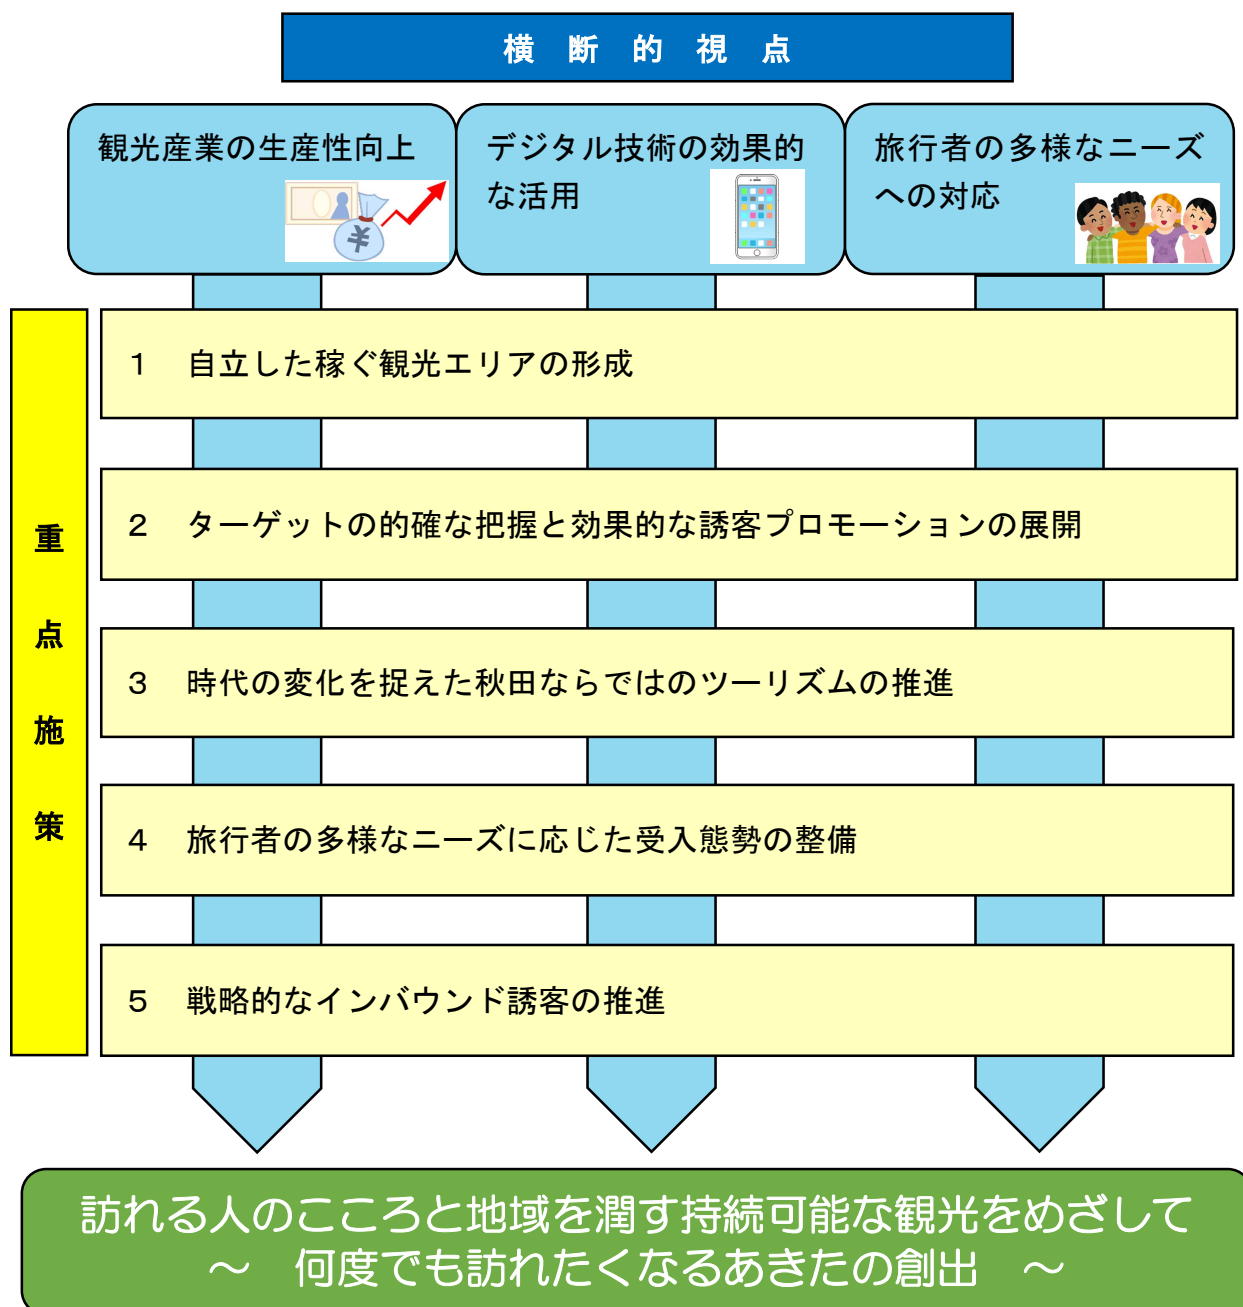 横断的視点
観光産業の生産性向上
デジタル技術の効果的
な活用
旅行者の多様なニーズ
への対応
¥
重点施策
１　自立した稼ぐ観光エリアの形成
２　ターゲットの的確な把握と効果的な誘客プロモーションの展開
３　時代の変化を捉えた秋田ならではのツーリズムの推進
４　旅行者の多様なニーズに応じた受入態勢の整備
５　戦略的なインバウンド誘客の推進
訪れる人のこころと地域を潤す持続可能な観光をめざして
～　何度でも訪れたくなるあきたの創出　～